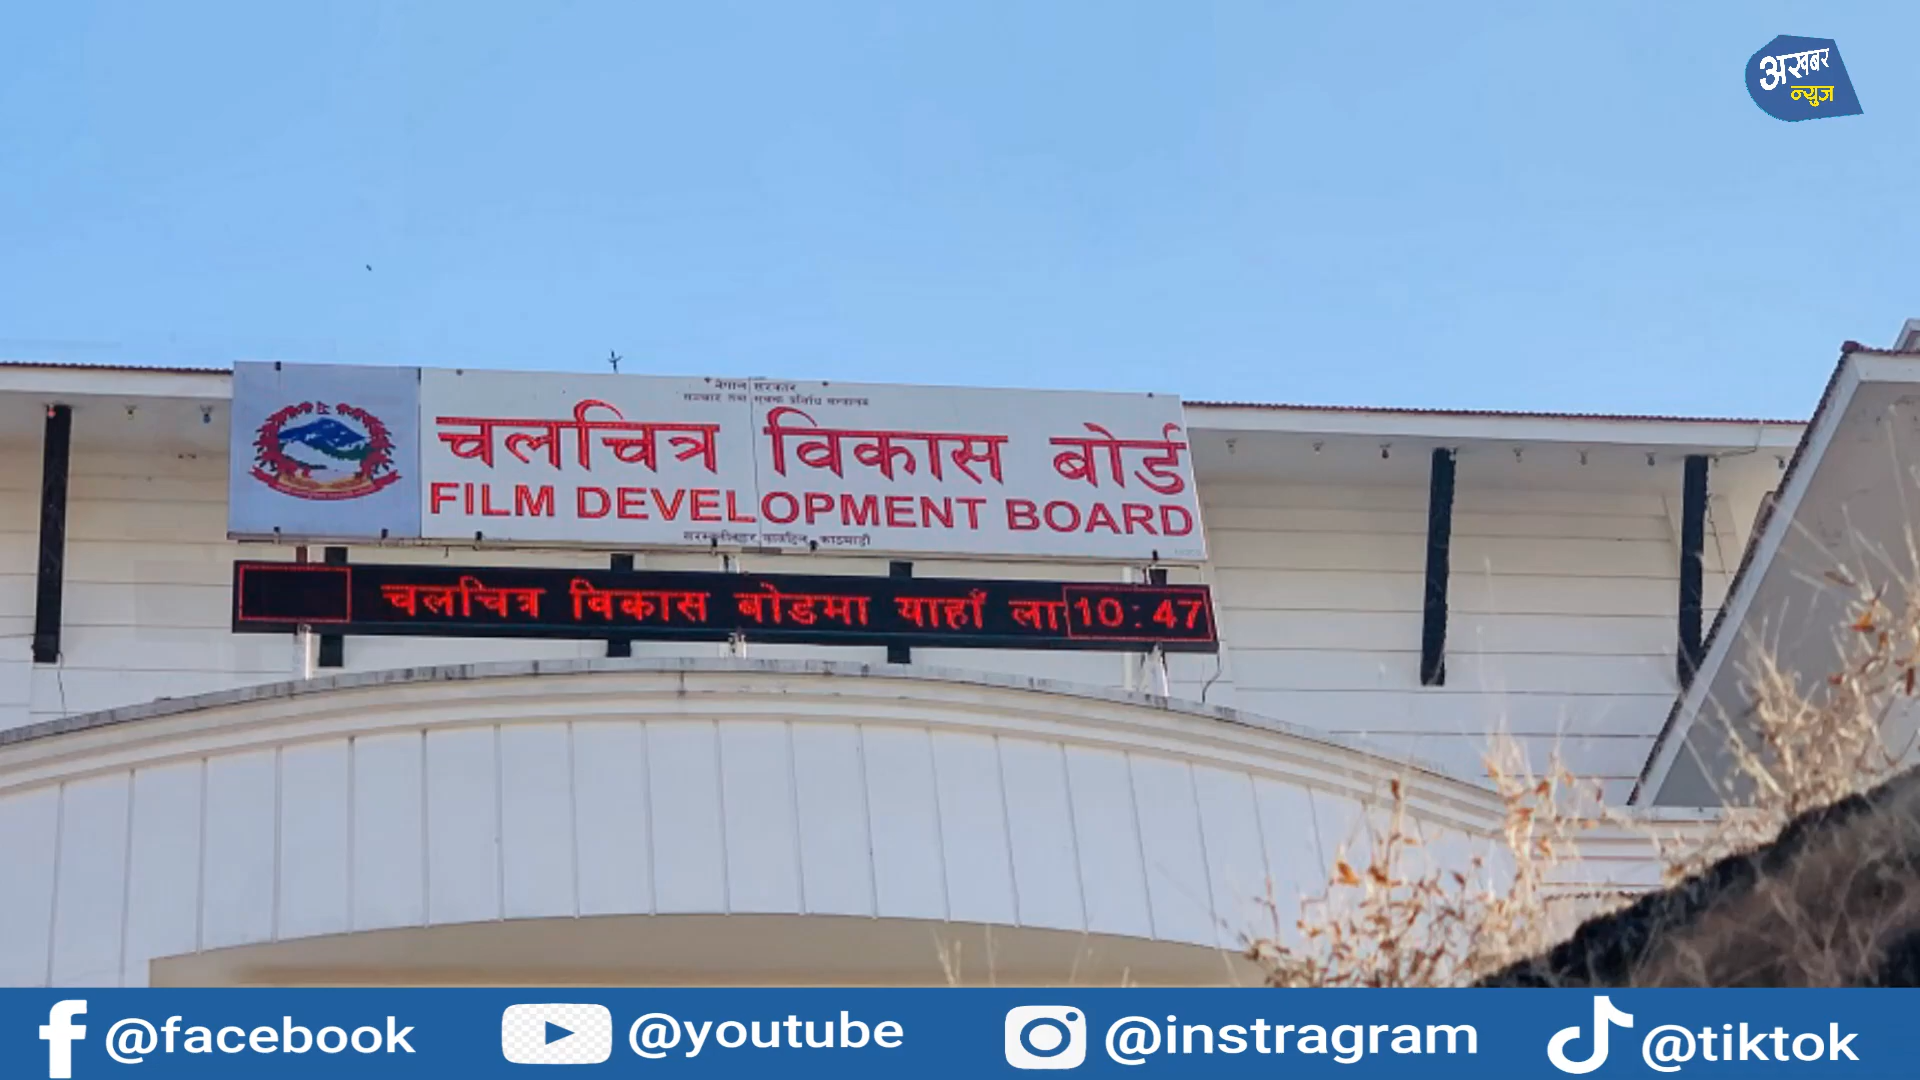 अखबर
न्युज
नेपाल सरकार
चलचित्र विकास बोर्ड
FILM DEVELOPMENT BOARD
चलचित्र विकास बोडमा याहाँ ला 10:47
@facebook
@youtube
@instragram
@tiktok